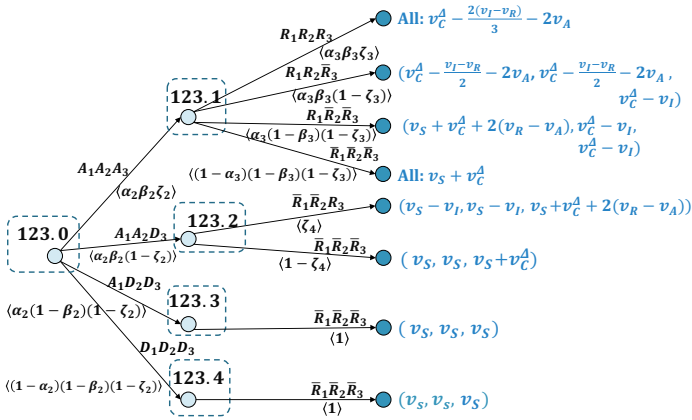 R₁R₂R₃
⟨α₃β₃ζ₃⟩
All: v_C^Δ − 2(v_I−v_R)/3 − 2v_A
123.1
R₁R₂R̅₃
⟨α₃β₃(1−ζ₃)⟩
(v_C^Δ − (v_I−v_R)/2 − 2v_A, v_C^Δ − (v_I−v_R)/2 − 2v_A ,
v_C^Δ − v_I)
R₁R̅₂R̅₃
⟨α₃(1−β₃)(1−ζ₃)⟩
(v_S + v_C^Δ + 2(v_R − v_A), v_C^Δ − v_I,
v_C^Δ − v_I)
R̅₁R̅₂R̅₃
⟨(1−α₃)(1−β₃)(1−ζ₃)⟩
All: v_S + v_C^Δ
A₁A₂A₃
⟨α₂β₂ζ₂⟩
123.0
123.2
A₁A₂D₃
⟨α₂β₂(1−ζ₂)⟩
R̅₁R̅₂R₃
⟨ζ₄⟩
(v_S − v_I, v_S − v_I, v_S+v_C^Δ + 2(v_R − v_A))
R̅₁R̅₂R̅₃
⟨1−ζ₄⟩
( v_S, v_S, v_S+v_C^Δ)
A₁D₂D₃
⟨α₂(1−β₂)(1−ζ₂)⟩
123.3
R̅₁R̅₂R̅₃
⟨1⟩
( v_S, v_S, v_S)
D₁D₂D₃
⟨(1−α₂)(1−β₂)(1−ζ₂)⟩
123.4
R̅₁R̅₂R̅₃
⟨1⟩
(v_S, v_S, v_S)